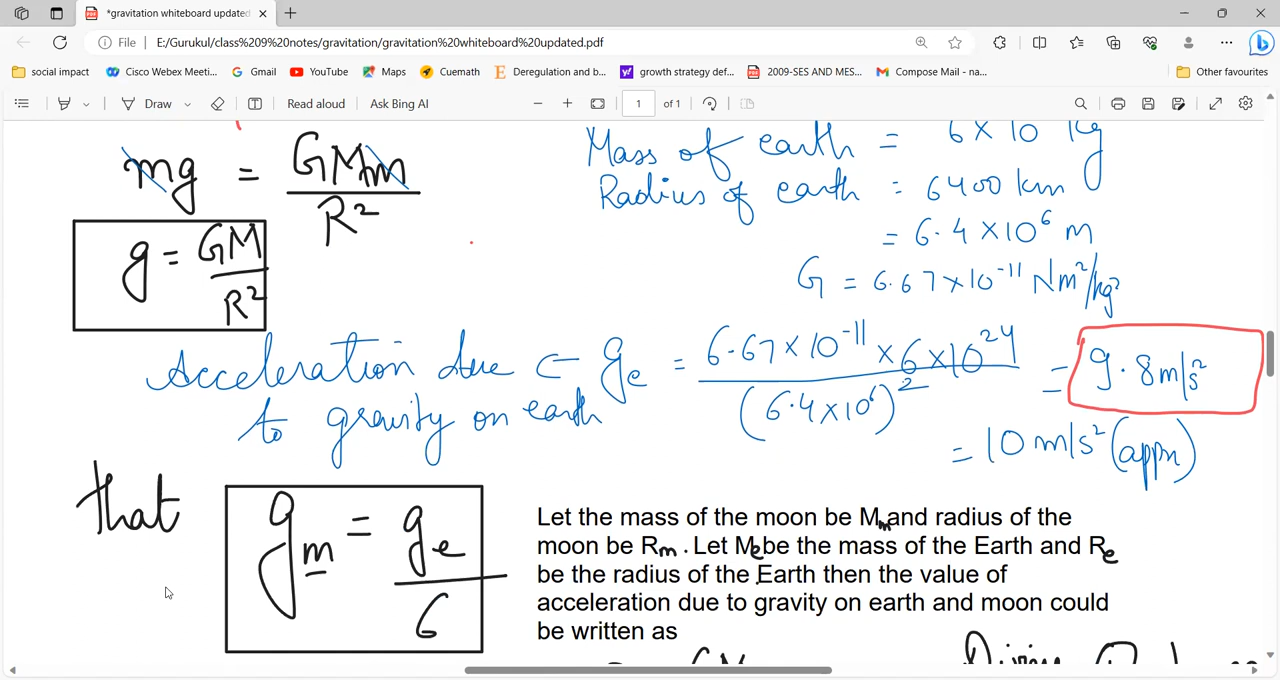 *gravitation whiteboard updated
File E:/Gurukul/class%209%20notes/gravitation/gravitation%20whiteboard%20updated.pdf
social impact Cisco Webex Meeti... Gmail YouTube Maps Cuemath Deregulation and b... growth strategy def... 2009-SES AND MES... Compose Mail - na... Other favourites
Draw Read aloud Ask Bing AI 1 of 1
mg = GMm/R²
g = GM/R²
Mass of earth = 6 × 10 kg
Radius of earth = 6400 km
= 6.4 × 10⁶ m
G = 6.67 × 10⁻¹¹ Nm²/kg²
Acceleration due to gravity on earth
gₑ = 6.67 × 10⁻¹¹ × 6 × 10²⁴ / (6.4 × 10⁶)² = 9.8 m/s²
= 10 m/s² (appn)
that
gₘ = gₑ/6
Let the mass of the moon be Mm and radius of the
moon be Rm. Let Me be the mass of the Earth and Re
be the radius of the Earth then the value of
acceleration due to gravity on earth and moon could
be written as